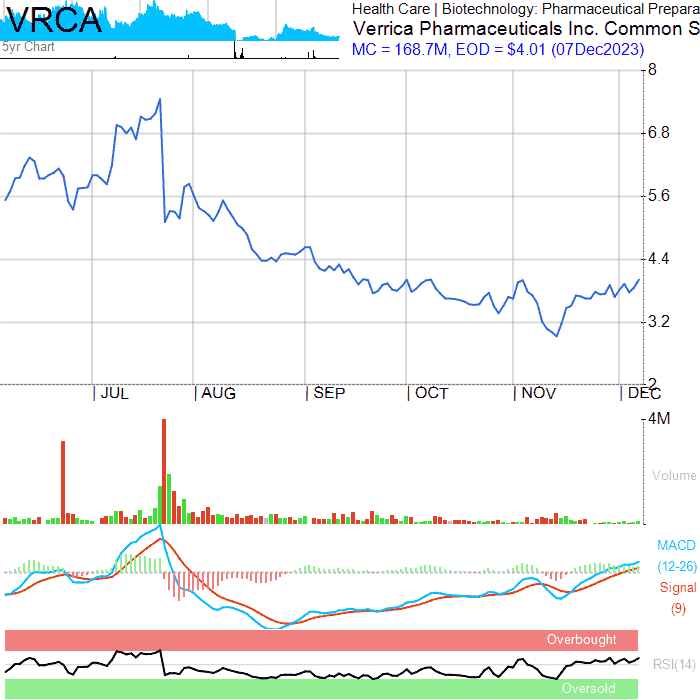 VRCA
5yr Chart
Health Care | Biotechnology: Pharmaceutical Prepara
Verrica Pharmaceuticals Inc. Common S
MC = 168.7M, EOD = $4.01 (07Dec2023)
8
6.8
5.6
4.4
3.2
2
JUL AUG SEP OCT NOV DEC
4M
Volume
MACD
(12-26)
Signal
(9)
Overbought
RSI(14)
Oversold